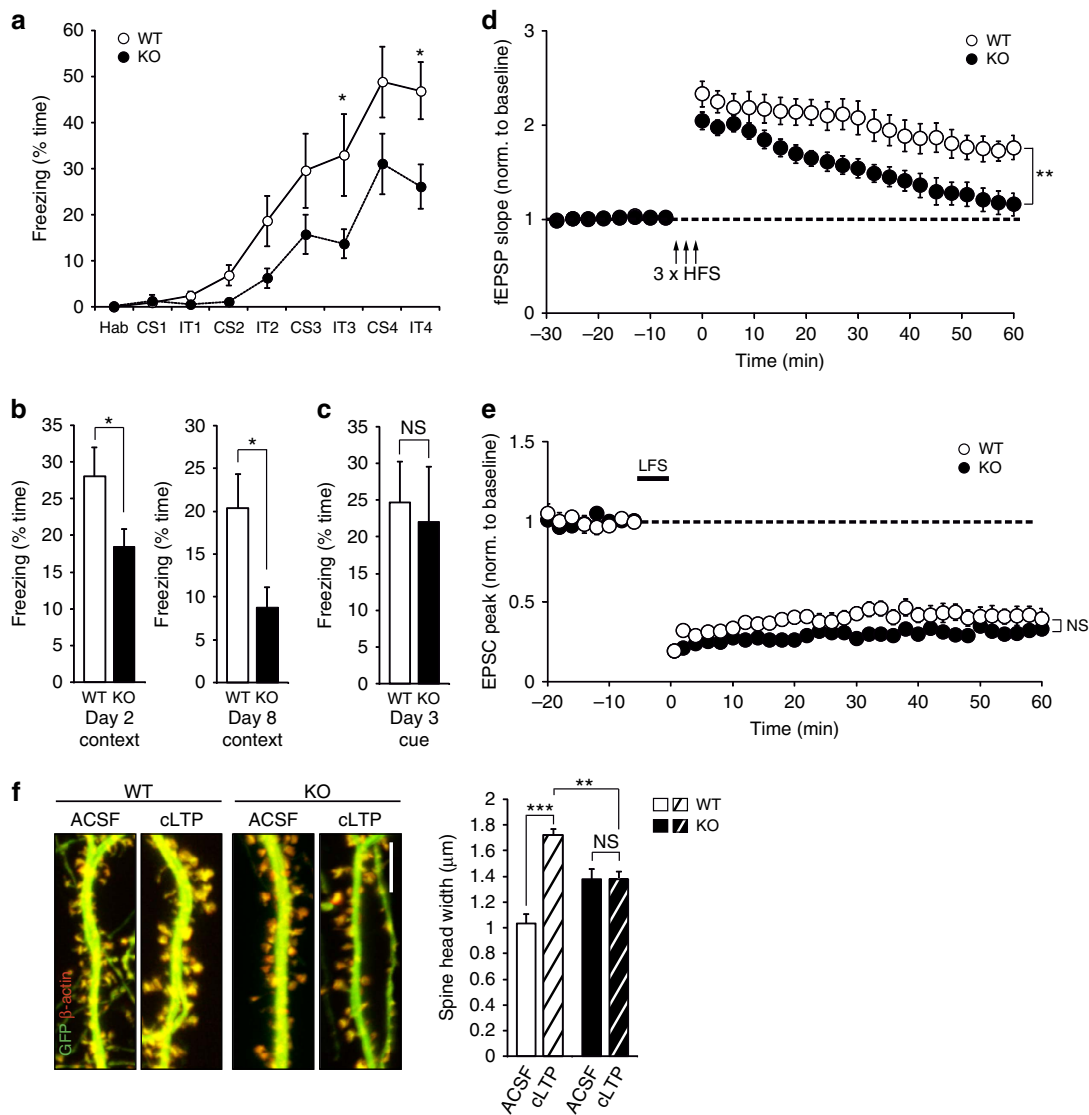 a
60
50
40
30
20
10
0
Freezing (% time)
WT
KO
*
*
Hab CS1 IT1 CS2 IT2 CS3 IT3 CS4 IT4
d
3
2
1
0
fEPSP slope (norm. to baseline)
WT
KO
**
3 x HFS
–30 –20 –10 0 10 20 30 40 50 60
Time (min)
b
35
30
25
20
15
10
5
0
Freezing (% time)
*
WT KO
Day 2
context
30
25
20
15
10
5
0
Freezing (% time)
*
WT KO
Day 8
context
c
35
30
25
20
15
10
5
0
Freezing (% time)
NS
WT KO
Day 3
cue
e
1.5
1
0.5
0
EPSC peak (norm. to baseline)
LFS
WT
KO
NS
–20 –10 0 10 20 30 40 50 60
Time (min)
f
WT KO
ACSF cLTP ACSF cLTP
GFP β-actin
2
1.8
1.6
1.4
1.2
1
0.8
0.6
0.4
0.2
0
Spine head width (μm)
***
**
NS
WT
KO
ACSF cLTP ACSF cLTP